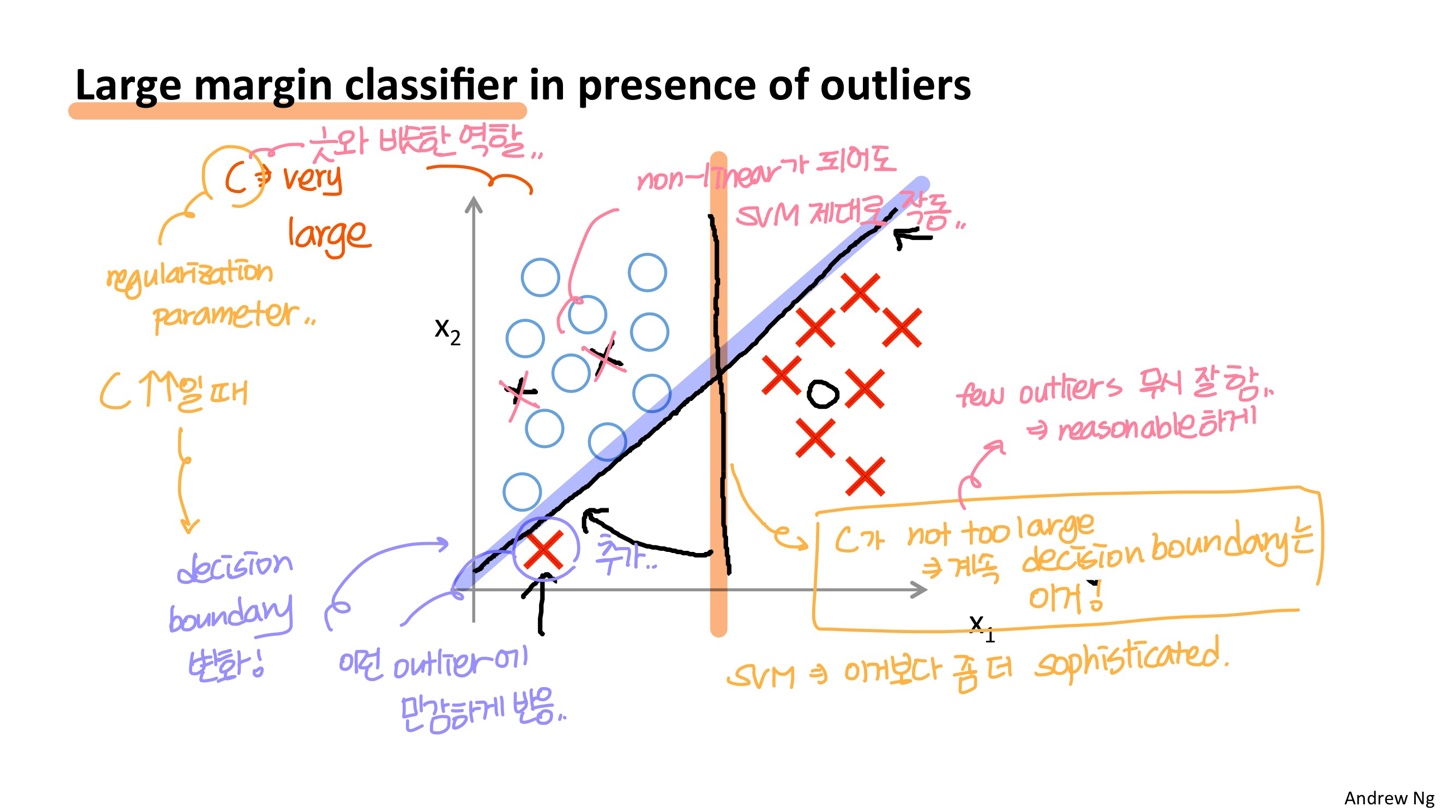 Large margin classifier in presence of outliers
C ⇒ very
large
와 비슷한 역할..
regularization
parameter..
C ↑↑일 때
decision
boundary
변화!
non-linear가 되어도
SVM 제대로 작동..
x₂
x₁
추가..
이런 outlier에
민감하게 반응..
few outliers 무시 잘 함..
⇒ reasonable하게
C가 not too large
⇒ 계속 decision boundary는
이거!
SVM ⇒ 이거보다 좀 더 sophisticated.
Andrew Ng